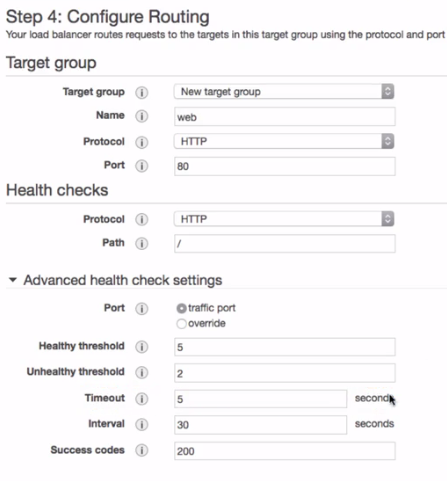 Step 4: Configure Routing
Your load balancer routes requests to the targets in this target group using the protocol and port
Target group
Target group i New target group
Name i web
Protocol i HTTP
Port i 80
Health checks
Protocol i HTTP
Path i /
Advanced health check settings
Port i traffic port
override
Healthy threshold i 5
Unhealthy threshold i 2
Timeout i 5 seconds
Interval i 30 seconds
Success codes i 200